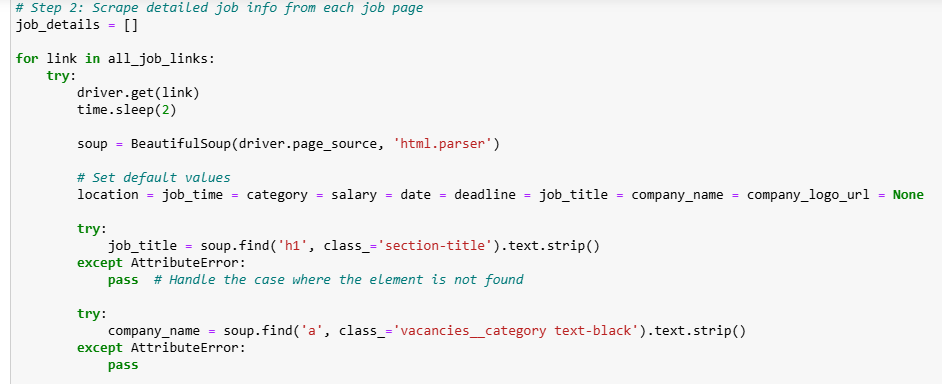 # Step 2: Scrape detailed job info from each job page
job_details = []
for link in all_job_links:
    try:
        driver.get(link)
        time.sleep(2)
        soup = BeautifulSoup(driver.page_source, 'html.parser')
        # Set default values
        location = job_time = category = salary = date = deadline = job_title = company_name = company_logo_url = None
        try:
            job_title = soup.find('h1', class_='section-title').text.strip()
        except AttributeError:
            pass  # Handle the case where the element is not found
        try:
            company_name = soup.find('a', class_='vacancies__category text-black').text.strip()
        except AttributeError:
            pass